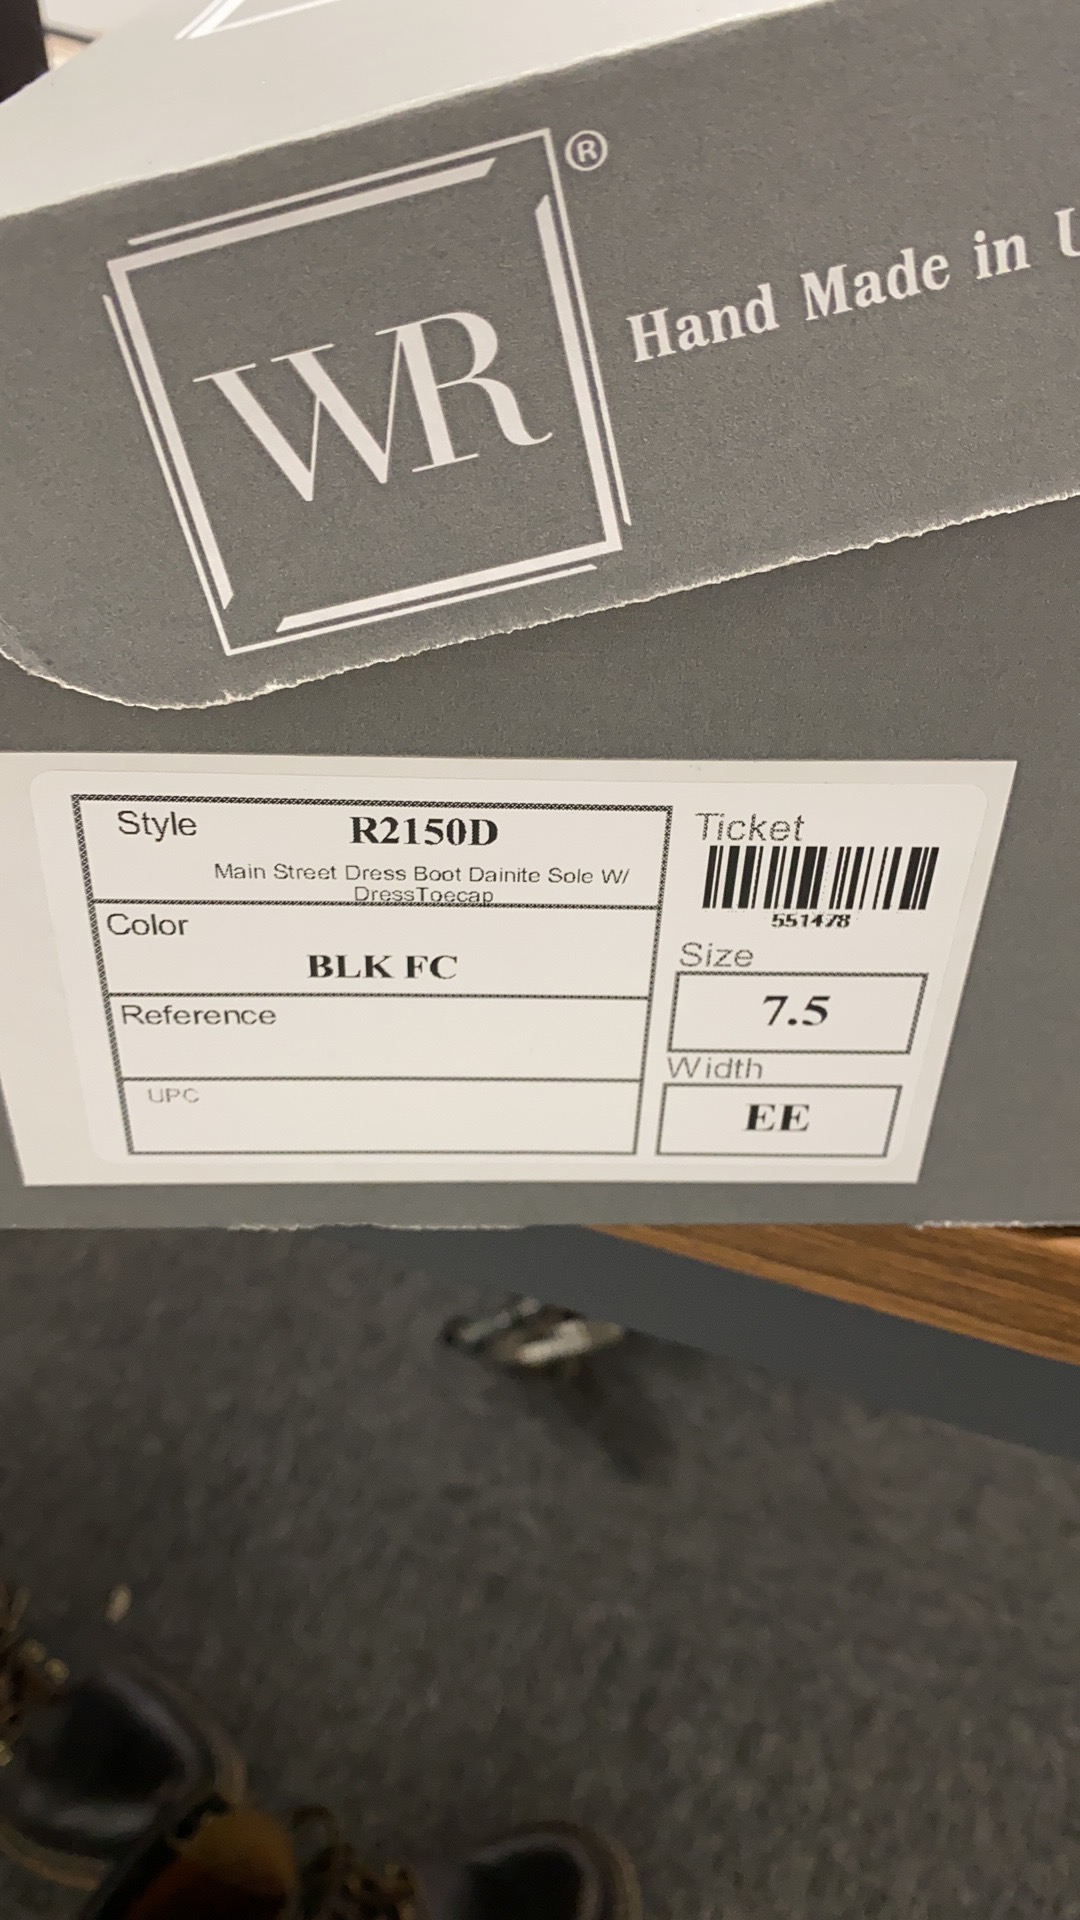 ®
WR
Hand Made in
Style
R2150D
Main Street Dress Boot Dainite Sole W/
DressToecap
Color
BLK FC
Reference
UPC
Ticket
551478
Size
7.5
Width
EE